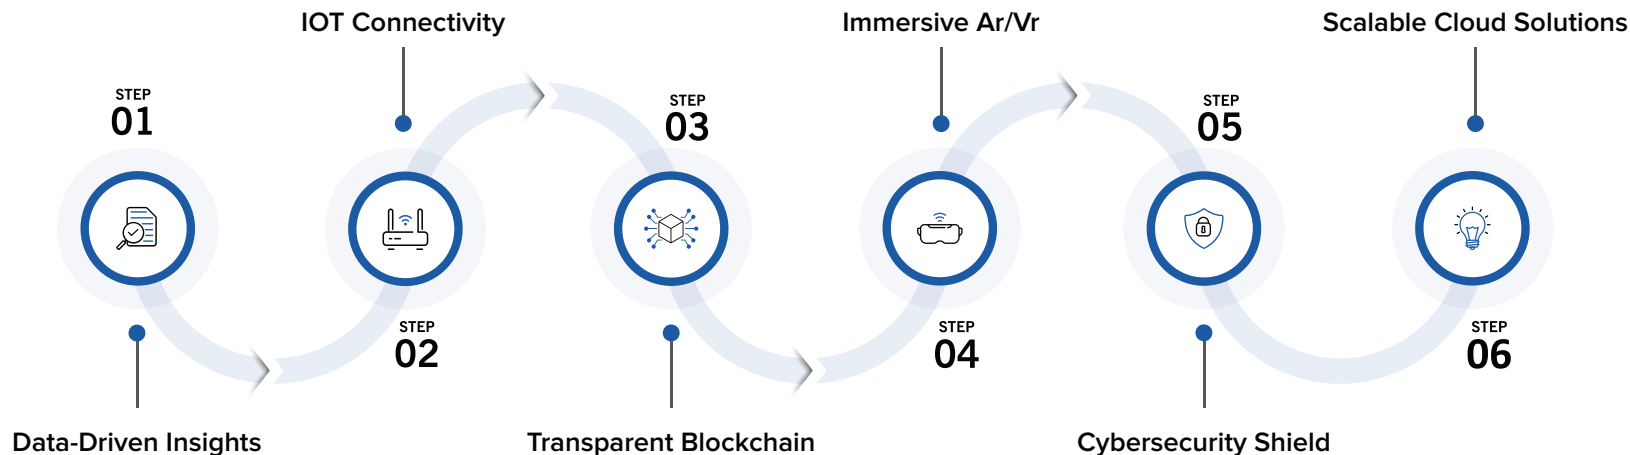 STEP
01
Data-Driven Insights
IOT Connectivity
STEP
02
STEP
03
Transparent Blockchain
Immersive Ar/Vr
STEP
04
STEP
05
Cybersecurity Shield
Scalable Cloud Solutions
STEP
06